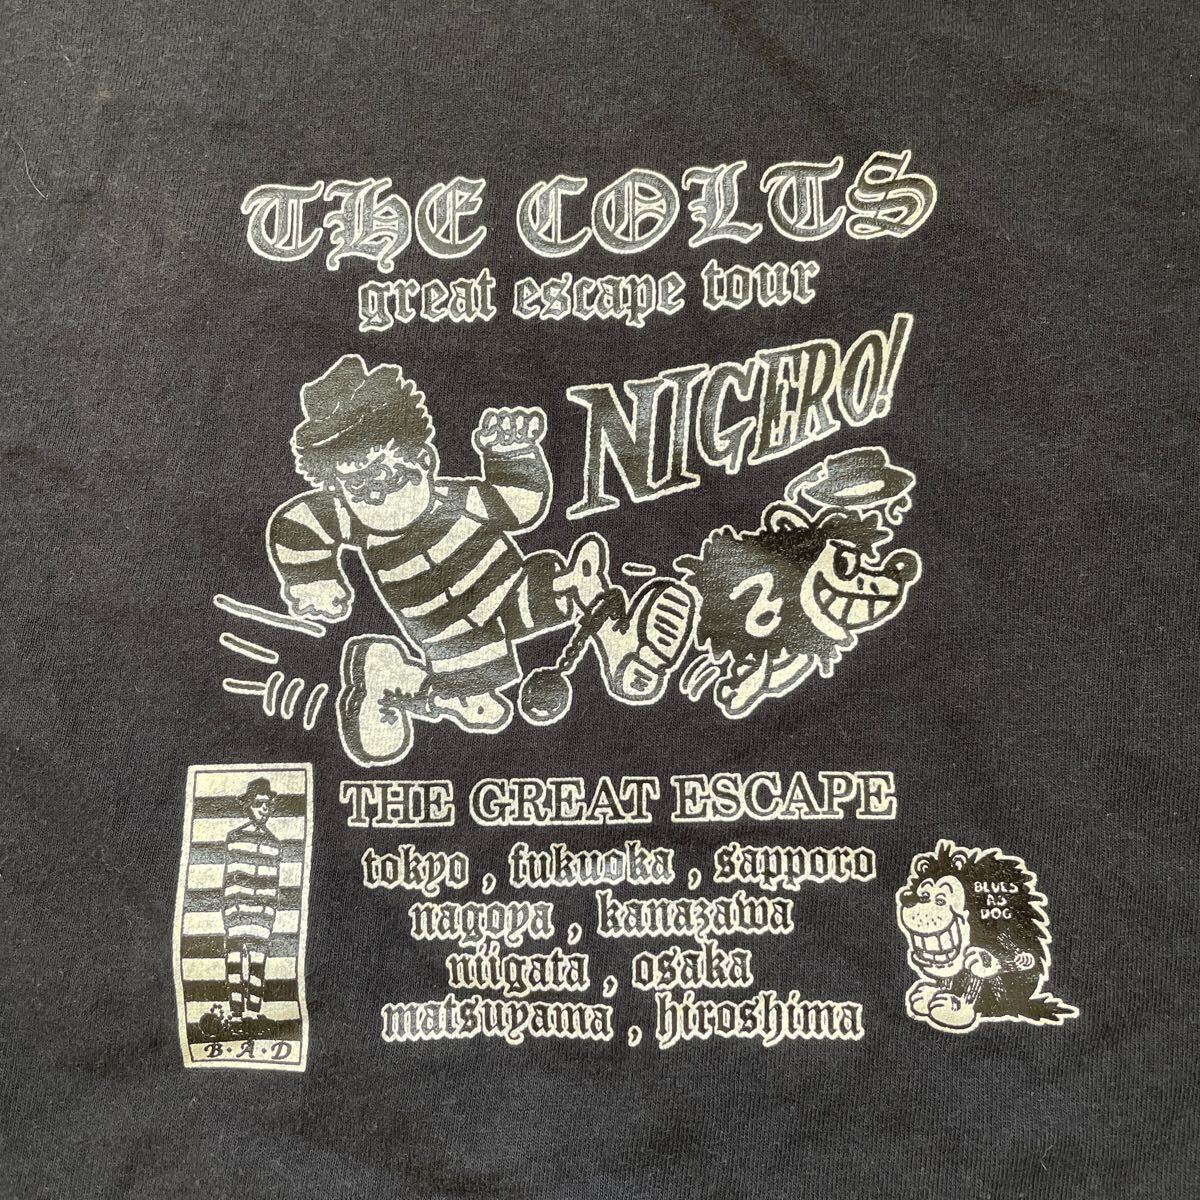 THE COLTS
great escape tour
NIGERO!
THE GREAT ESCAPE
tokyo , fukuoka , sapporo
nagoya , kanazawa
niigata , osaka
matsuyama , hiroshima
B·A·D
BLUES
AS
DOG